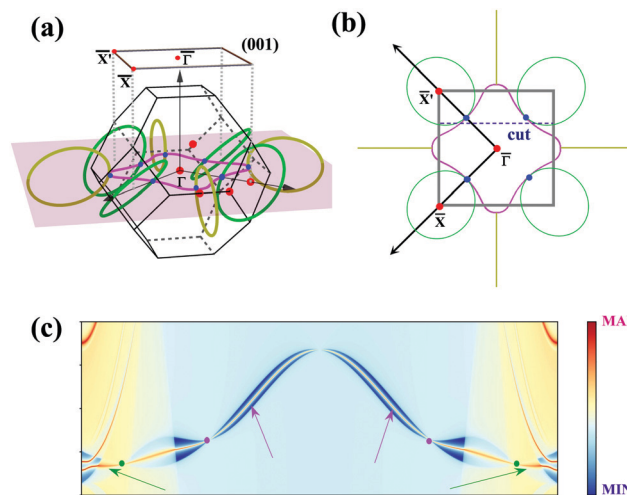 (a)
X̅'
Γ̅
(001)
X̅
Γ
(b)
X̅'
cut
Γ̅
X̅
(c)
MA
MIN